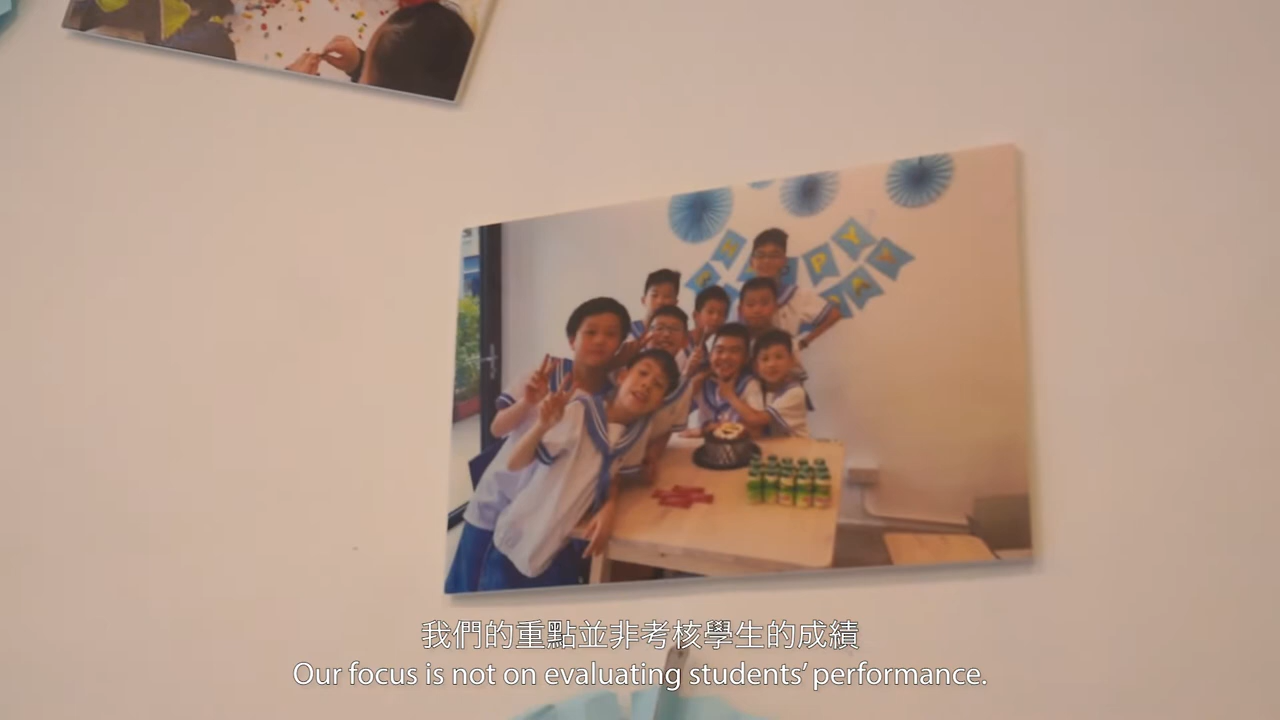 HAPPY
我們的重點並非考核學生的成績
Our focus is not on evaluating students’ performance.